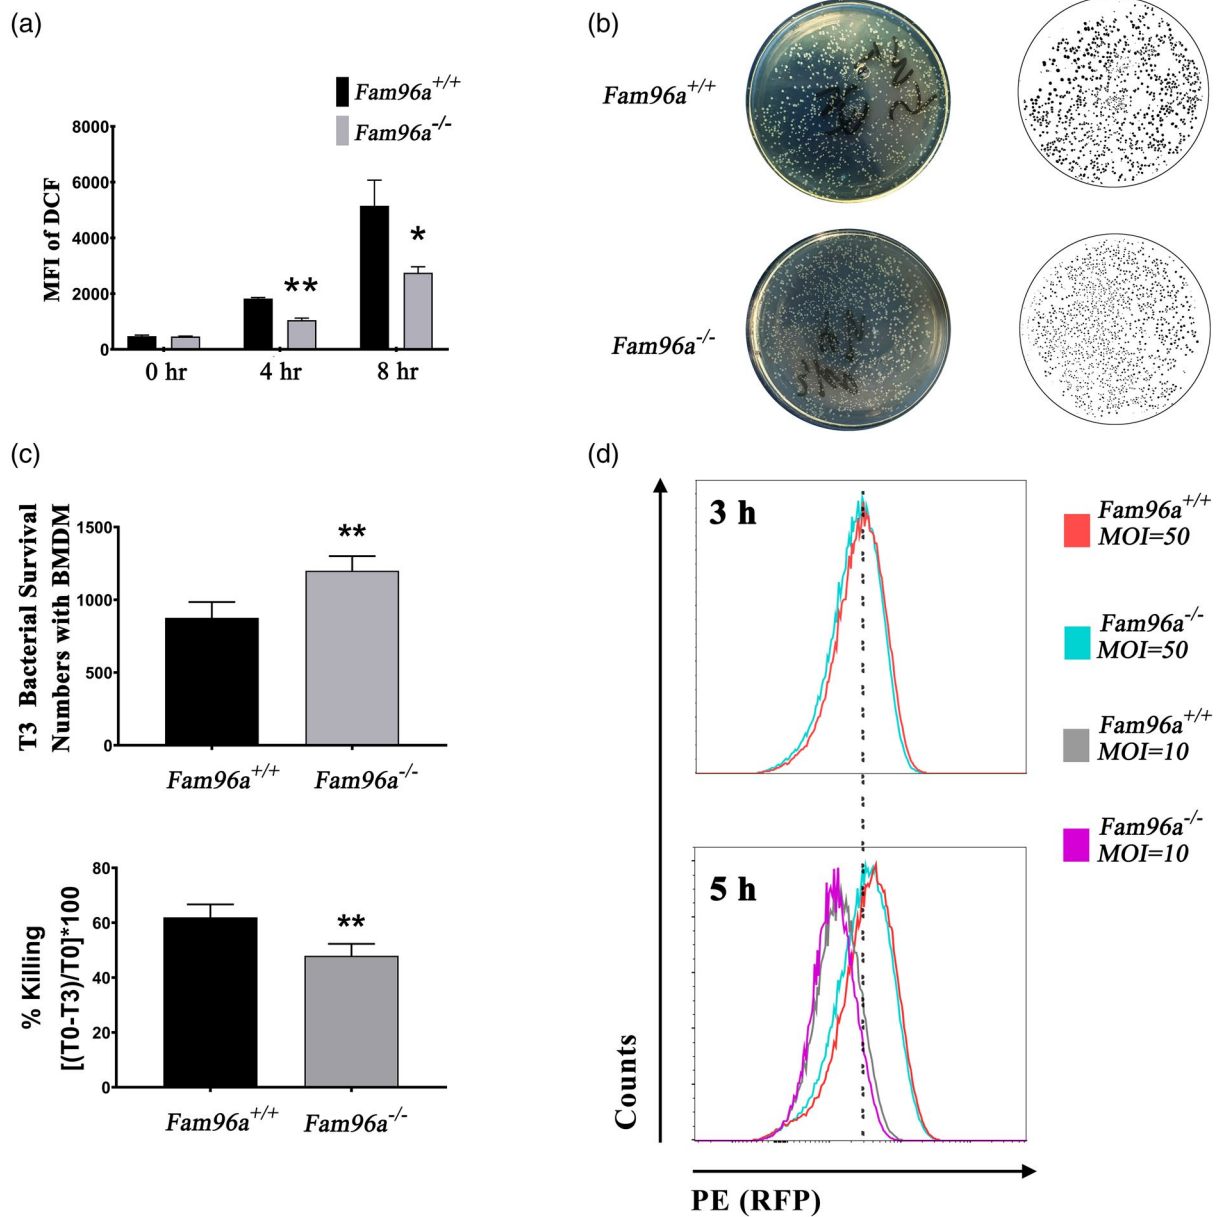 (a)
Fam96a+/+
Fam96a-/-
8000
6000
4000
2000
0
MFI of DCF
**
*
0 hr
4 hr
8 hr
(b)
Fam96a+/+
Fam96a-/-
(c)
T3 Bacterial Survival
Numbers with BMDM
1500
1000
500
0
**
Fam96a+/+
Fam96a-/-
% Killing
[(T0-T3)/T0]*100
80
60
40
20
0
**
Fam96a+/+
Fam96a-/-
(d)
3 h
5 h
Counts
PE (RFP)
Fam96a+/+
MOI=50
Fam96a-/-
MOI=50
Fam96a+/+
MOI=10
Fam96a-/-
MOI=10